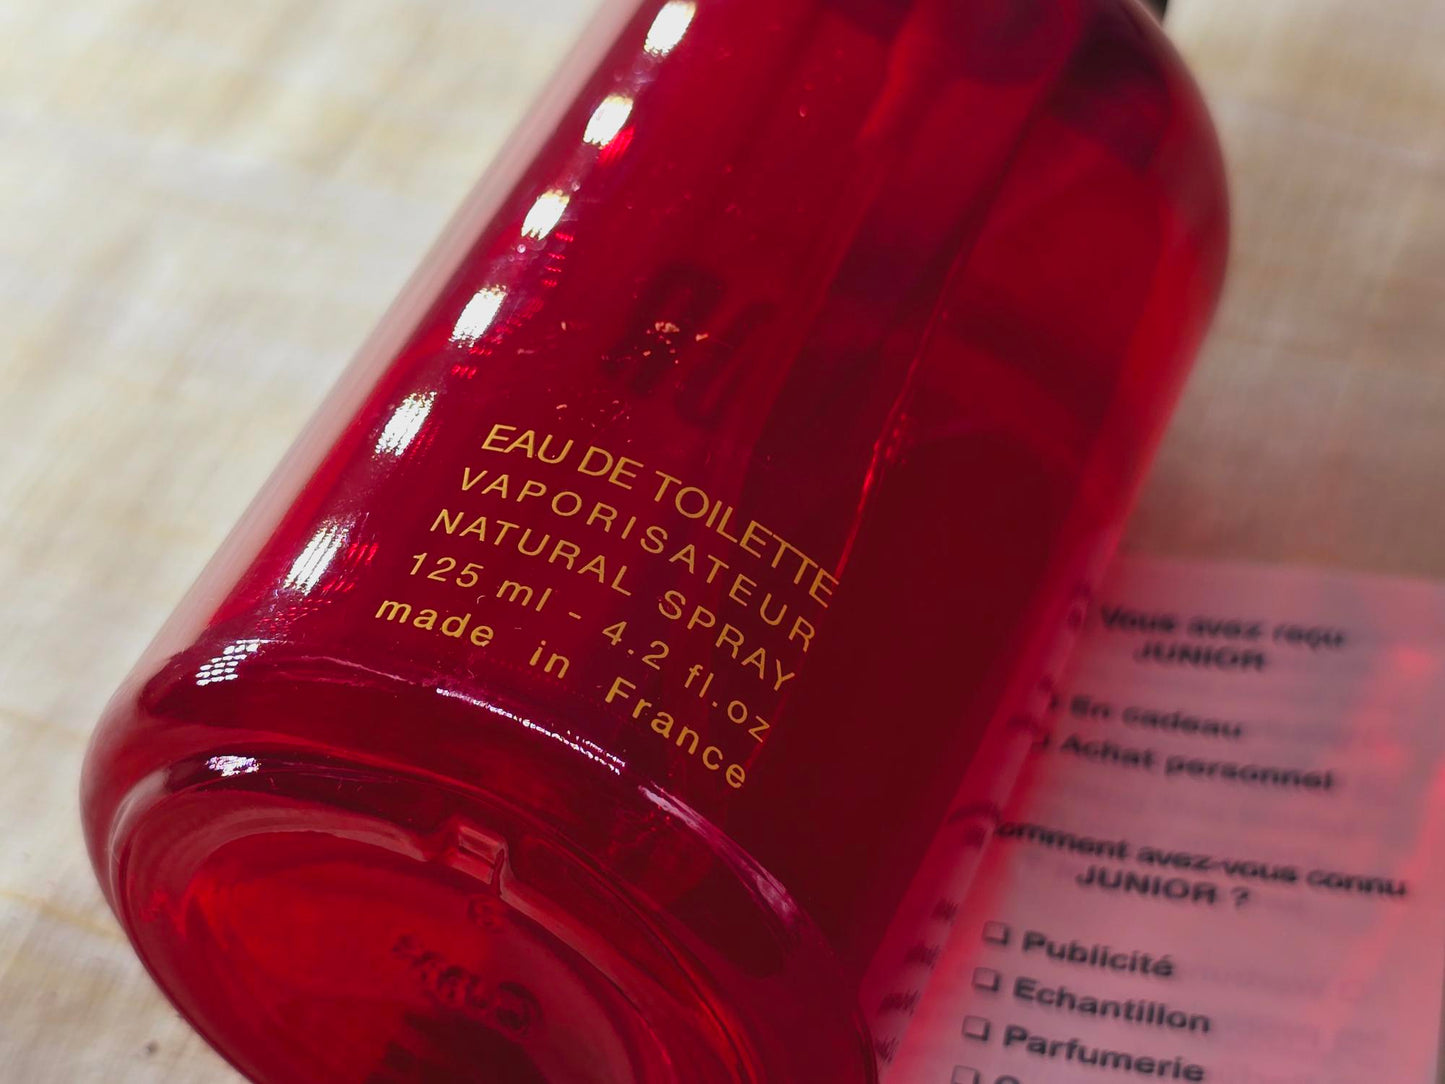 EAU DE TOILETTE
VAPORISATEUR
NATURAL SPRAY
125 ml - 4.2 fl.oz
made in France
Vous avez reçu
JUNIOR
En cadeau
Achat personnel
omment avez-vous connu
JUNIOR ?
❏ Publicité
❏ Echantillon
❏ Parfumerie